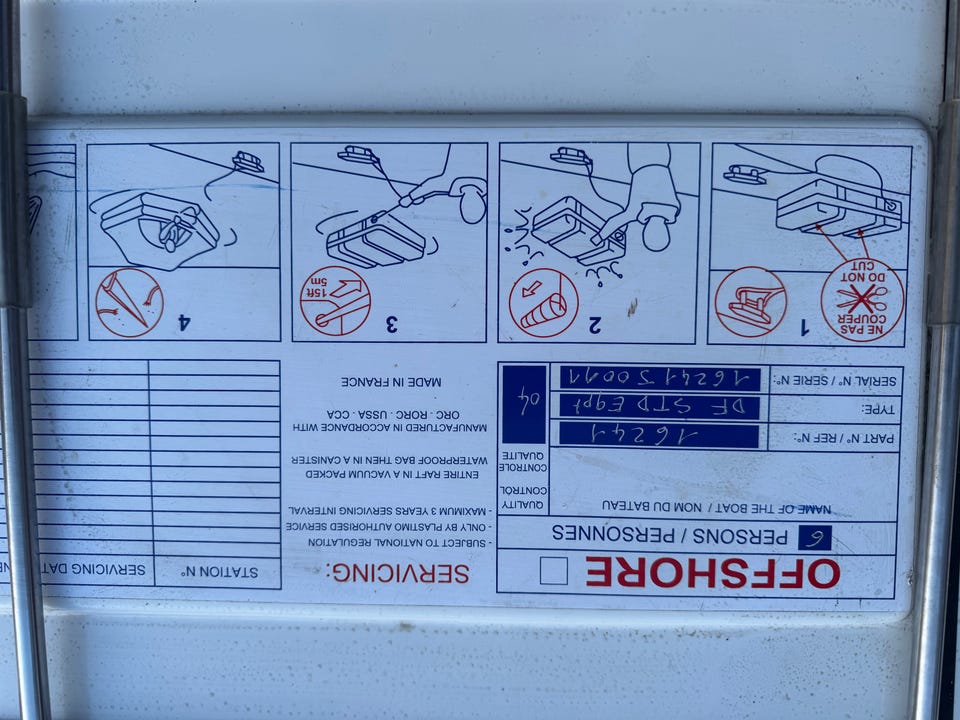 OFFSHORE
6 PERSONS / PERSONNES
NAME OF THE BOAT / NOM DU BATEAU
PART N° / REF N°: 16241
TYPE: DF STD Eqpt
SERIAL N° / N° SERIE N°: 1624150011
QUALITY
CONTROL
CONTROLE
QUALITE
04
SERVICING:
- SUBJECT TO NATIONAL REGULATION
- ONLY BY PLASTIMO AUTHORISED SERVICE
- MAXIMUM 3 YEARS SERVICING INTERVAL
ENTIRE RAFT IN A VACUUM PACKED
WATERPROOF BAG THEN IN A CANISTER
MANUFACTURED IN ACCORDANCE WITH
ORC - RORC - USSA - CCA
MADE IN FRANCE
STATION N°
SERVICING DAT
1
NE PAS
COUPER
DO NOT
CUT
2
3
15ft
5m
4